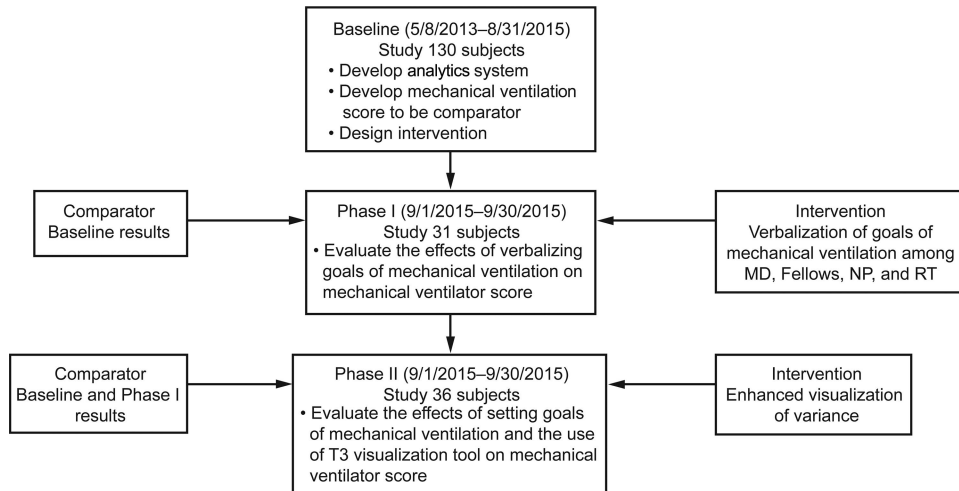 Baseline (5/8/2013–8/31/2015)
Study 130 subjects
• Develop analytics system
• Develop mechanical ventilation
score to be comparator
• Design intervention
Comparator
Baseline results
Phase I (9/1/2015–9/30/2015)
Study 31 subjects
• Evaluate the effects of verbalizing
goals of mechanical ventilation on
mechanical ventilator score
Intervention
Verbalization of goals of
mechanical ventilation among
MD, Fellows, NP, and RT
Comparator
Baseline and Phase I
results
Phase II (9/1/2015–9/30/2015)
Study 36 subjects
• Evaluate the effects of setting goals
of mechanical ventilation and the use
of T3 visualization tool on mechanical
ventilator score
Intervention
Enhanced visualization
of variance